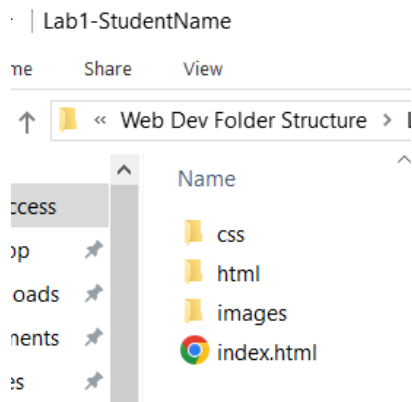 Lab1-StudentName
Share View
« Web Dev Folder Structure >
Name
css
html
images
index.html